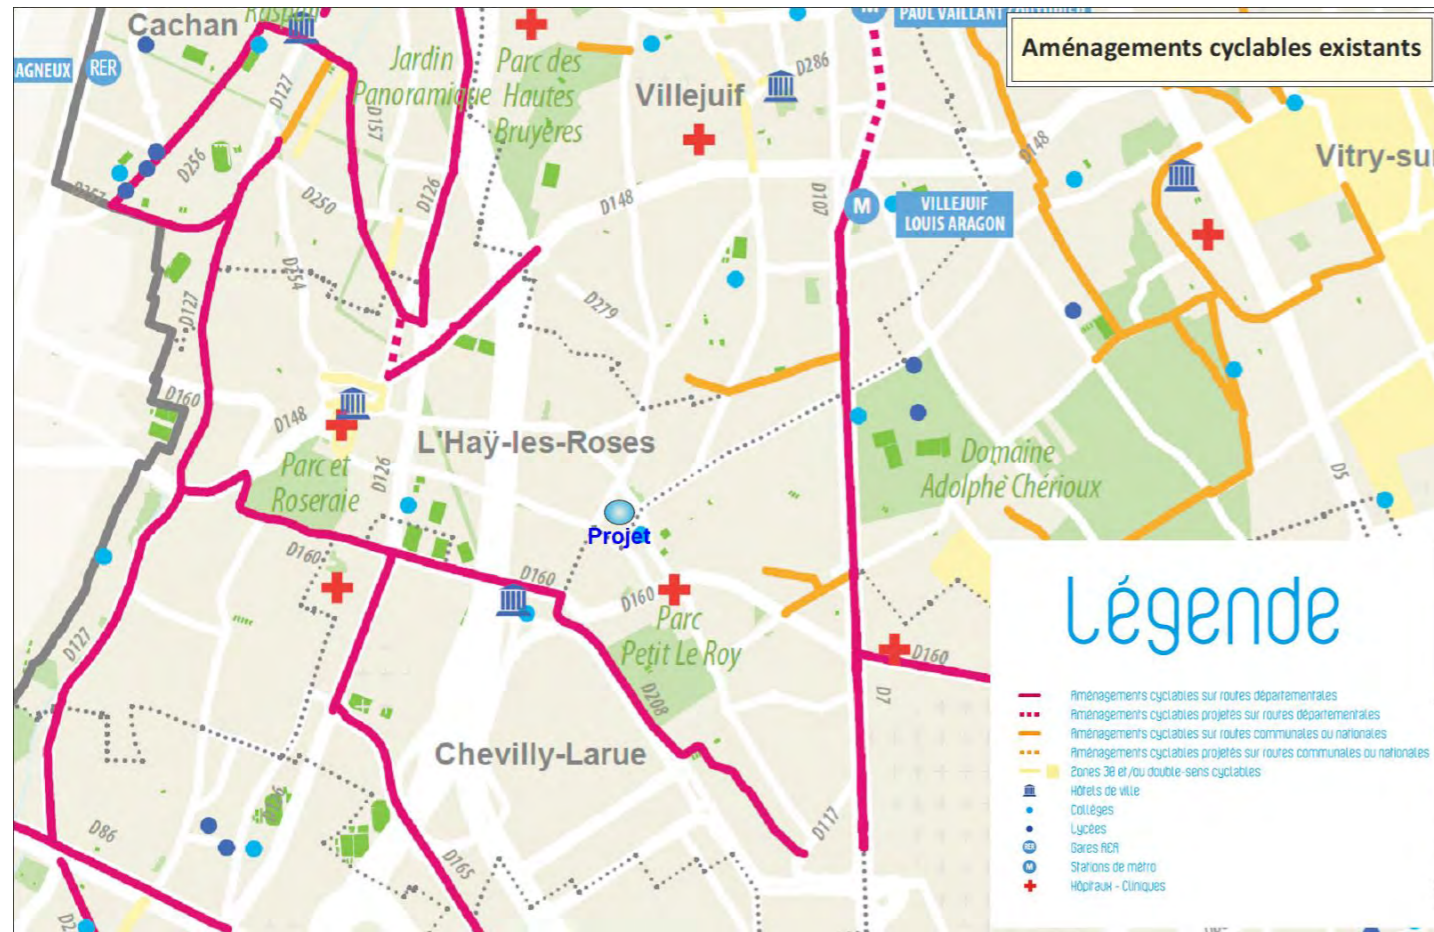 Cachan
Raspail
AGNEUX
RER
D127
Jardin
Panoramique
Parc des
Hautes
Bruyères
Villejuif
D286
M
PAUL VAILLANT
Aménagements cyclables existants
D148
Vitry-su
D157
D256
D250
D126
D148
D107
M
VILLEJUIF
LOUIS ARAGON
D254
D127
D279
D160
D148
L'Haÿ-les-Roses
Parc et
Roseraie
D126
Domaine
Adolphe Chérioux
D5
Projet
D160
D160
D160
Parc
Petit Le Roy
D127
D208
D7
D160
Chevilly-Larue
D86
D165
D117
Légende
Aménagements cyclables sur routes départementales
Aménagements cyclables projetés sur routes départementales
Aménagements cyclables sur routes communales ou nationales
Aménagements cyclables projetés sur routes communales ou nationales
Zones 30 et/ou double-sens cyclables
Hôtels de ville
Collèges
Lycées
RER
Gares RER
M
Stations de métro
Hôpitaux - Cliniques